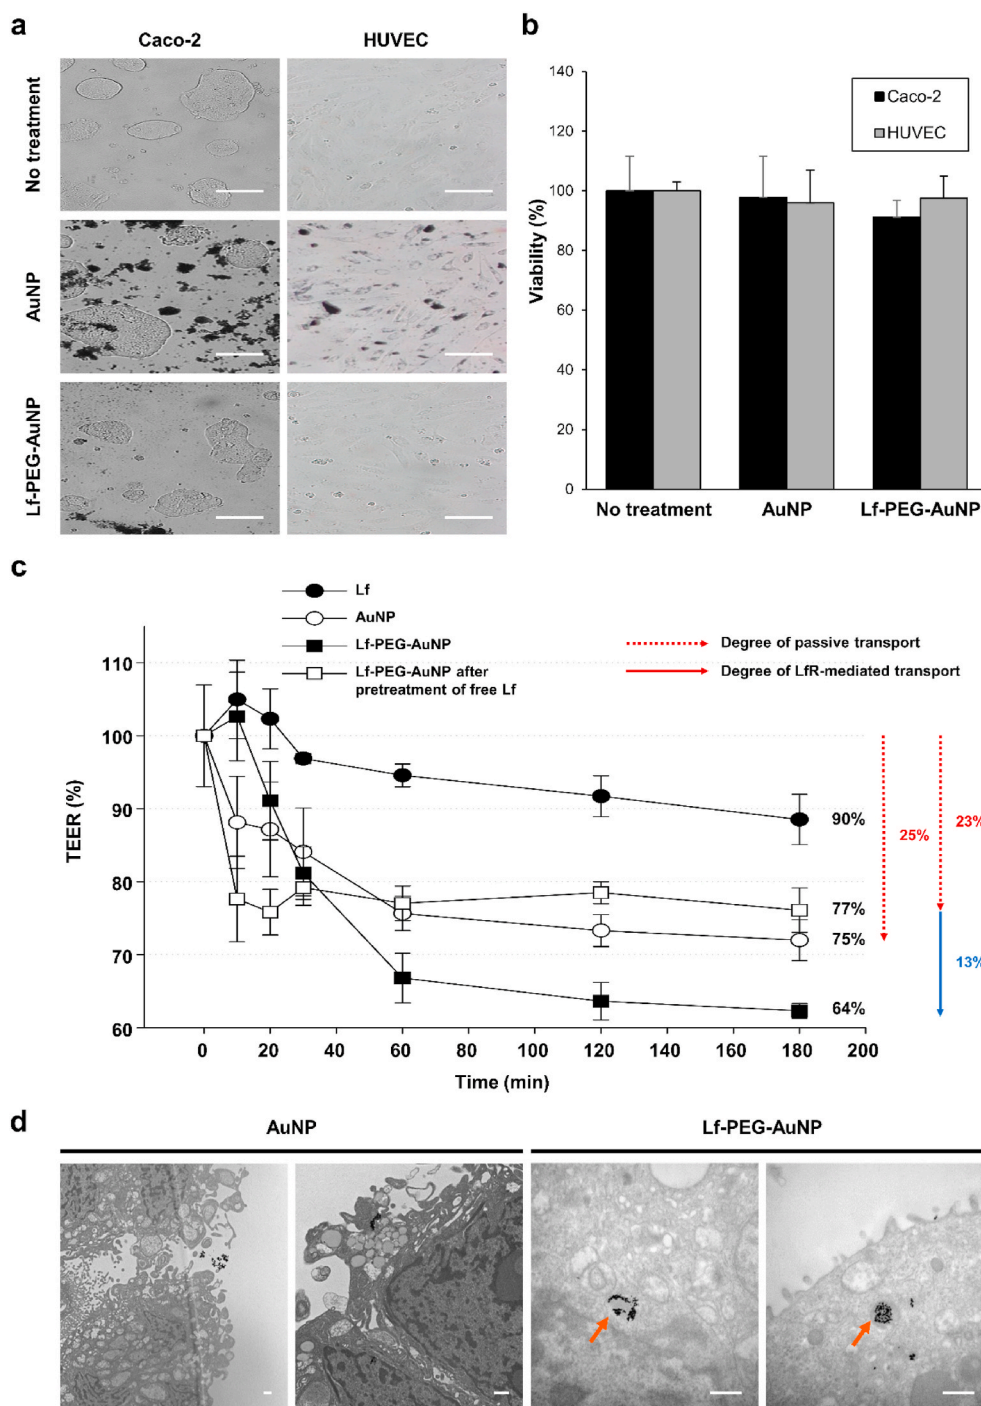 a
Caco-2
HUVEC
No treatment
AuNP
Lf-PEG-AuNP
b
140
120
100
80
60
40
20
0
Viability (%)
Caco-2
HUVEC
No treatment
AuNP
Lf-PEG-AuNP
c
Lf
AuNP
Lf-PEG-AuNP
Lf-PEG-AuNP after
pretreatment of free Lf
Degree of passive transport
Degree of LfR-mediated transport
110
100
90
80
70
60
TEER (%)
90%
77%
75%
64%
25%
23%
13%
0 20 40 60 80 100 120 140 160 180 200
Time (min)
d
AuNP
Lf-PEG-AuNP